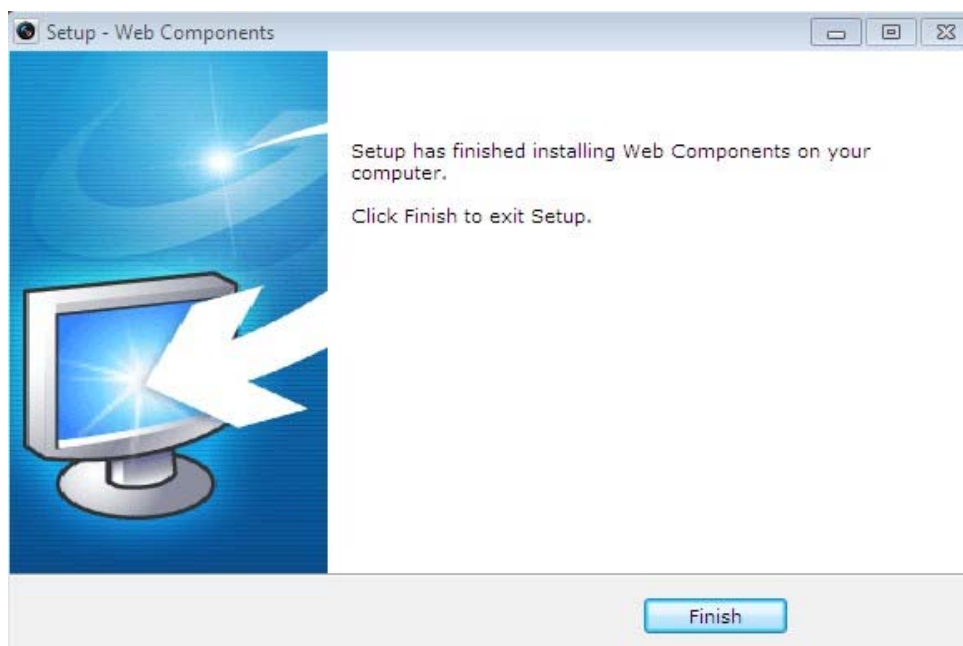 Setup - Web Components
Setup has finished installing Web Components on your
computer.
Click Finish to exit Setup.
Finish